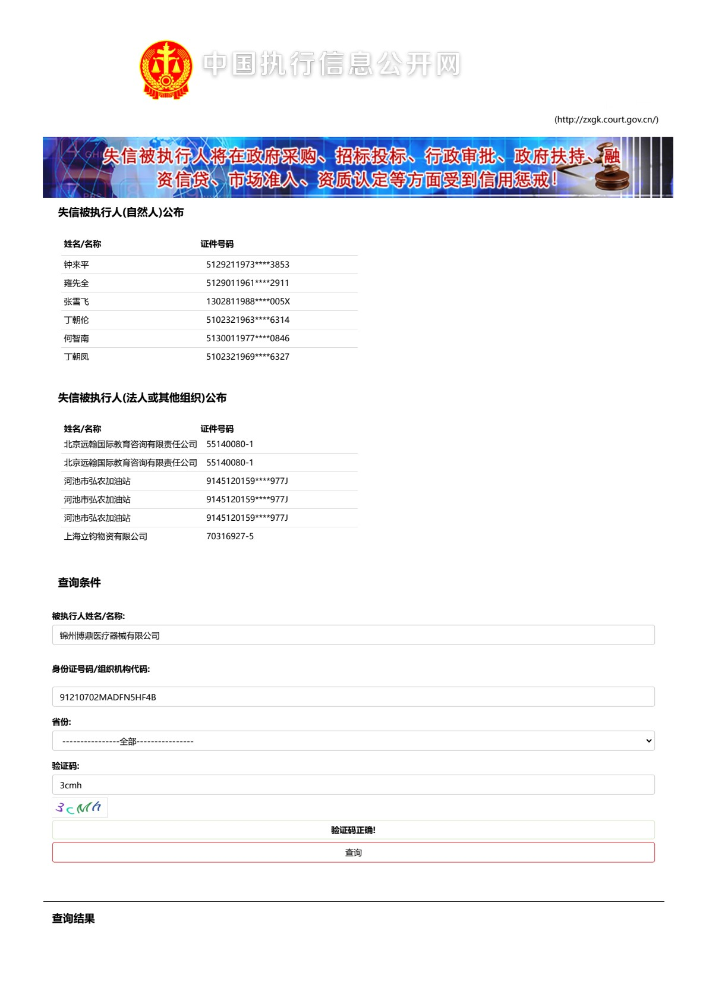 中国执行信息公开网
(http://zxgk.court.gov.cn/)
失信被执行人将在政府采购、招标投标、行政审批、政府扶持、融
资信贷、市场准入、资质认定等方面受到信用惩戒！
失信被执行人(自然人)公布
姓名/名称 证件号码
钟来平 5129211973****3853
雍先全 5129011961****2911
张雪飞 1302811988****005X
丁朝伦 5102321963****6314
何智南 5130011977****0846
丁朝凤 5102321969****6327
失信被执行人(法人或其他组织)公布
姓名/名称 证件号码
北京远翰国际教育咨询有限责任公司 55140080-1
北京远翰国际教育咨询有限责任公司 55140080-1
河池市弘农加油站 9145120159****977J
河池市弘农加油站 9145120159****977J
河池市弘农加油站 9145120159****977J
上海立钧物资有限公司 70316927-5
查询条件
被执行人姓名/名称:
锦州博鼎医疗器械有限公司
身份证号码/组织机构代码:
91210702MADFN5HF4B
省份:
----------------全部----------------
验证码:
3cmh
3cMh
验证码正确!
查询
查询结果